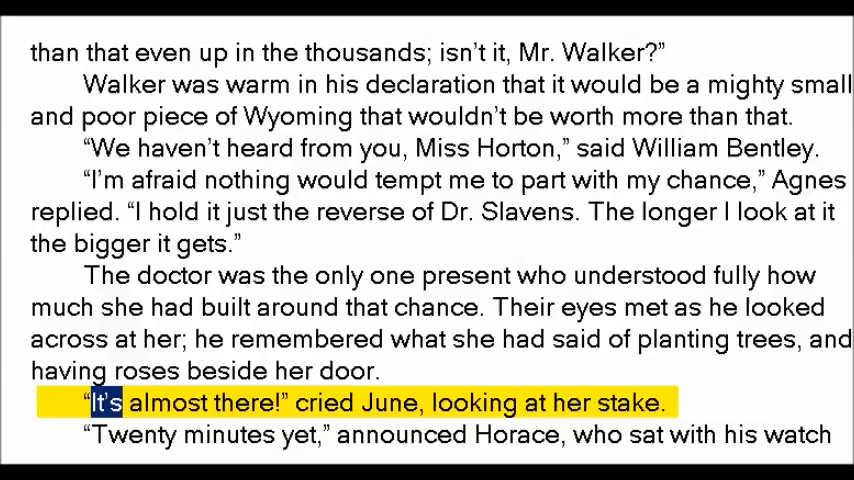 than that even up in the thousands; isn’t it, Mr. Walker?”
Walker was warm in his declaration that it would be a mighty small
and poor piece of Wyoming that wouldn’t be worth more than that.
“We haven’t heard from you, Miss Horton,” said William Bentley.
“I’m afraid nothing would tempt me to part with my chance,” Agnes
replied. “I hold it just the reverse of Dr. Slavens. The longer I look at it
the bigger it gets.”
The doctor was the only one present who understood fully how
much she had built around that chance. Their eyes met as he looked
across at her; he remembered what she had said of planting trees, and
having roses beside her door.
“It’s almost there!” cried June, looking at her stake.
“Twenty minutes yet,” announced Horace, who sat with his watch